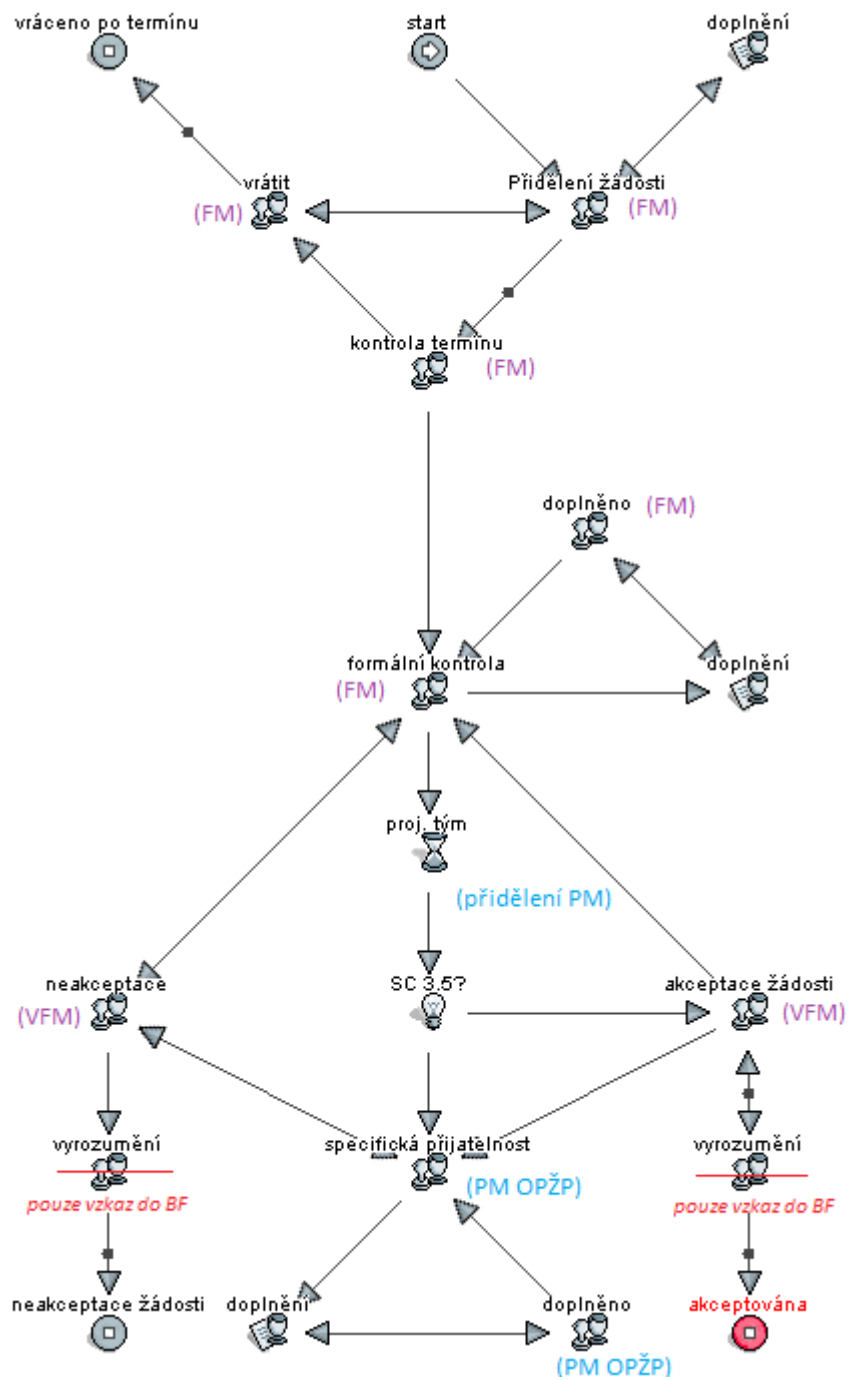 vráceno po termínu
start
doplnění
vrátit
(FM)
Přidělení žádosti
(FM)
kontrola termínu
(FM)
doplněno (FM)
formální kontrola
(FM)
doplnění
proj. tým
(přidělení PM)
neakceptace
(VFM)
SC 3.5?
akceptace žádosti
(VFM)
vyrozumění
pouze vzkaz do BF
specifická přijatelnost
(PM OPŽP)
vyrozumění
pouze vzkaz do BF
neakceptace žádosti
doplnění
doplněno
(PM OPŽP)
akceptována